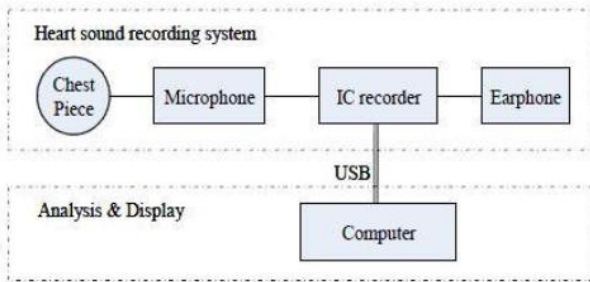 Heart sound recording system
Chest
Piece
Microphone
IC recorder
Earphone
USB
Analysis & Display
Computer